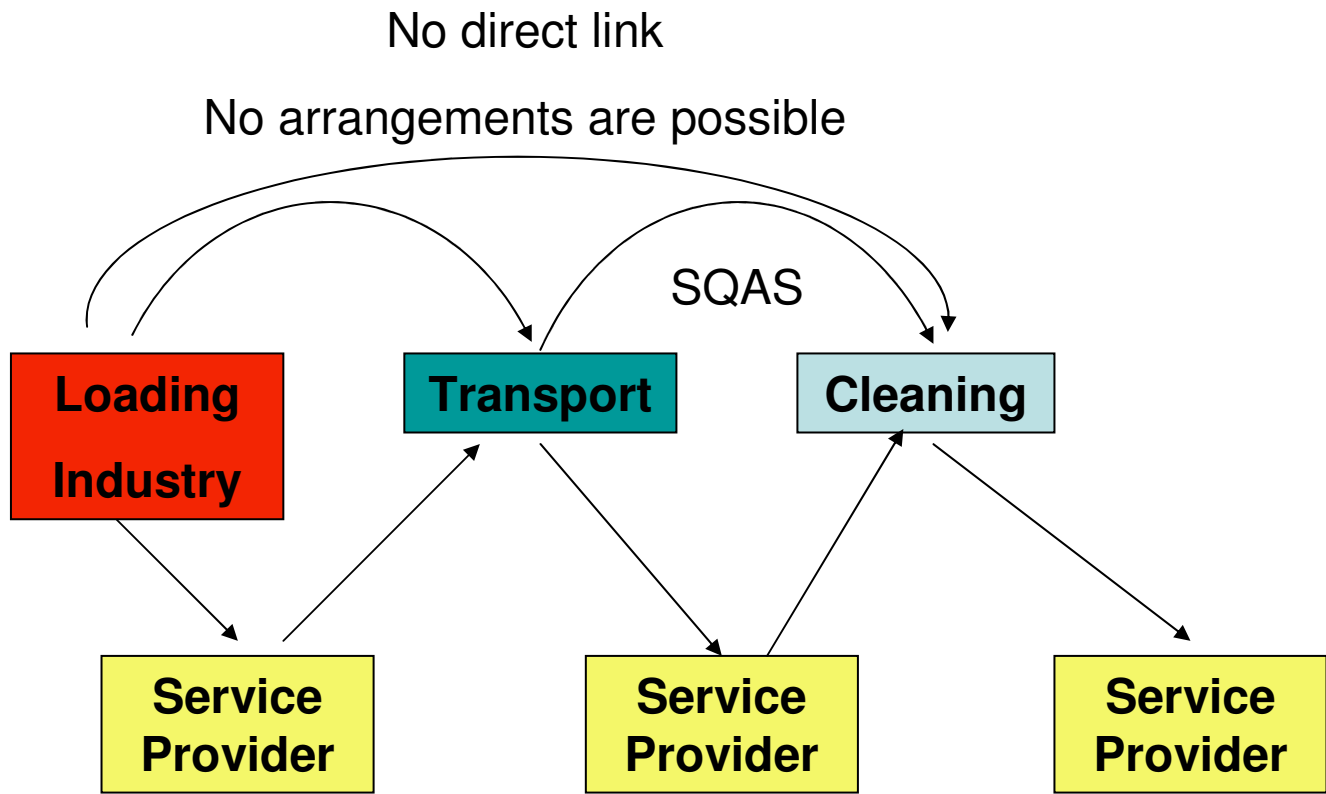 No direct link
No arrangements are possible
SQAS
Loading
Industry
Transport
Cleaning
Service
Provider
Service
Provider
Service
Provider